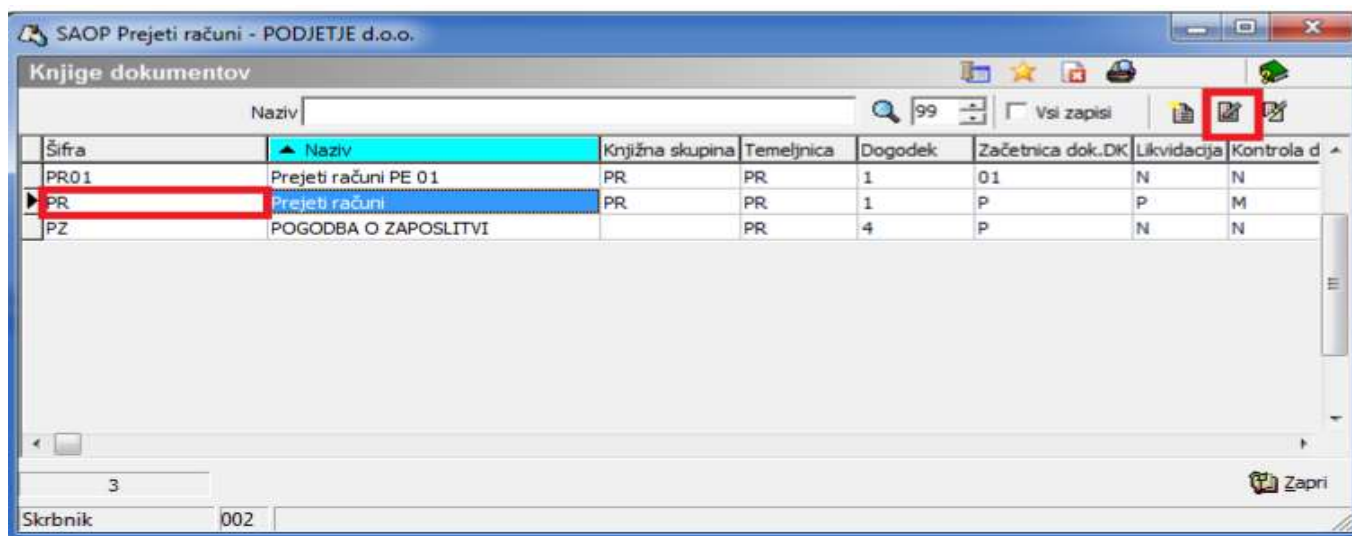 SAOP Prejeti računi - PODJETJE d.o.o.
Knjige dokumentov
Naziv 99 Vsi zapisi
Šifra Naziv Knjižna skupina Temeljnica Dogodek Začetnica dok.DK Likvidacija Kontrola d
PR01 Prejeti računi PE 01 PR PR 1 01 N N
PR Prejeti računi PR PR 1 P P M
PZ POGODBA O ZAPOSLITVI PR 4 P N N
3 Zapri
Skrbnik 002